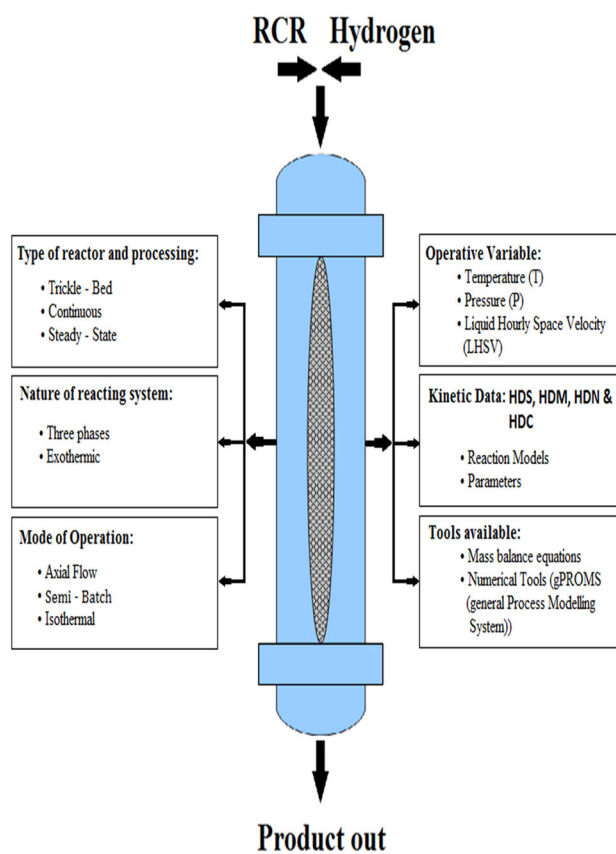 RCR Hydrogen
Type of reactor and processing:
• Trickle - Bed
• Continuous
• Steady - State
Nature of reacting system:
• Three phases
• Exothermic
Mode of Operation:
• Axial Flow
• Semi - Batch
• Isothermal
Operative Variable:
• Temperature (T)
• Pressure (P)
• Liquid Hourly Space Velocity
(LHSV)
Kinetic Data: HDS, HDM, HDN &
HDC
• Reaction Models
• Parameters
Tools available:
• Mass balance equations
• Numerical Tools (gPROMS
(general Process Modelling
System))
Product out